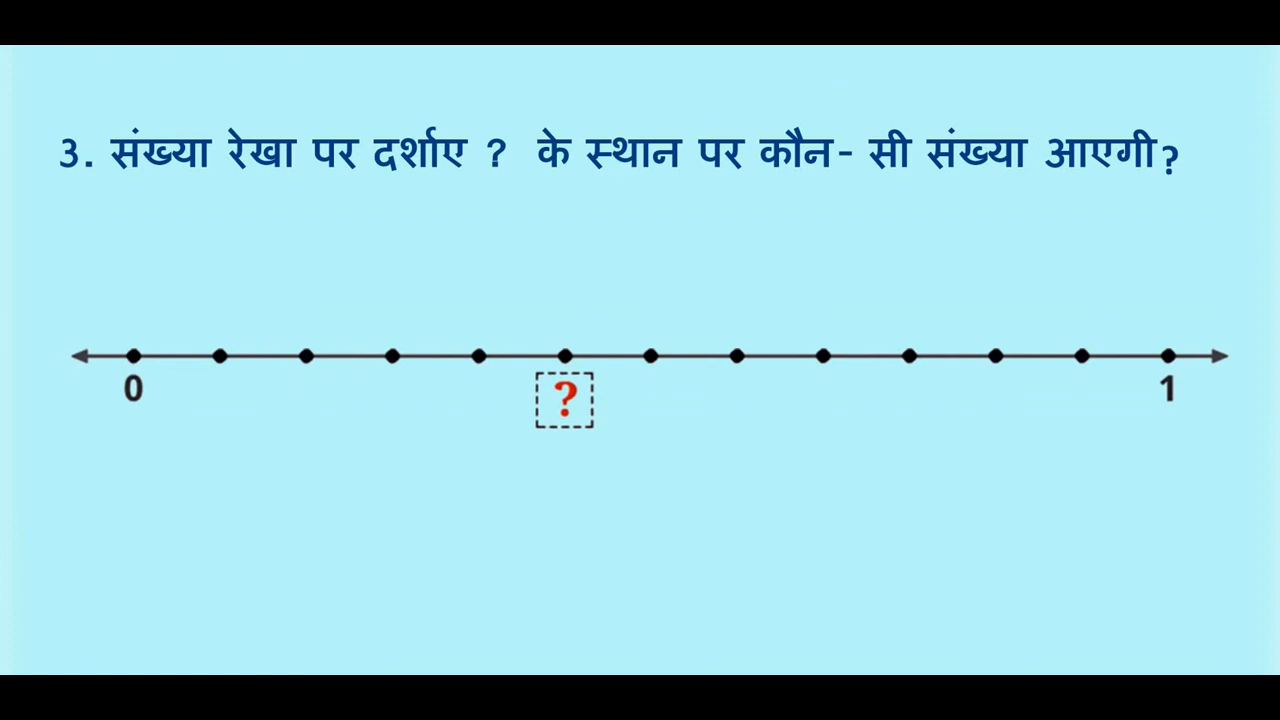 3. संख्या रेखा पर दर्शाए ? के स्थान पर कौन- सी संख्या आएगी?
0 ? 1